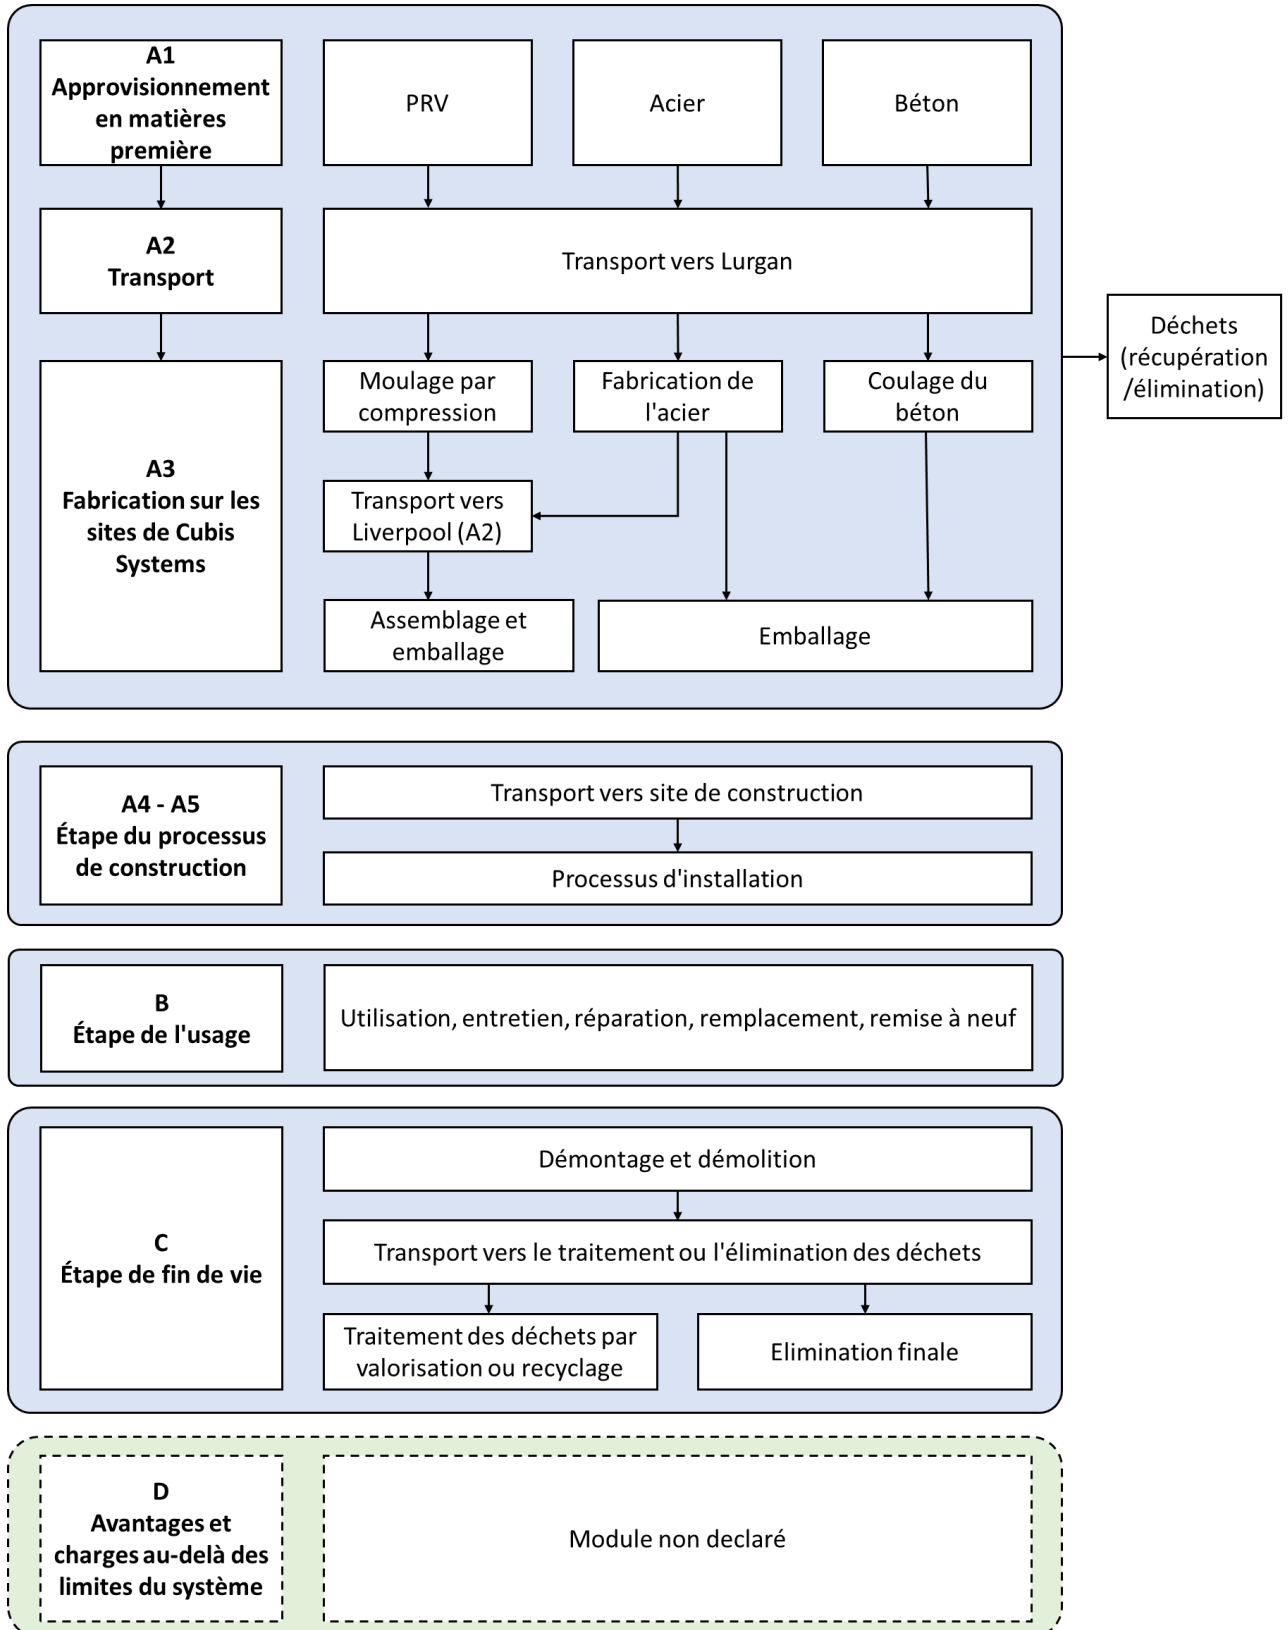 A1
Approvisionnement
en matières
première
PRV
Acier
Béton
A2
Transport
Transport vers Lurgan
Déchets
(récupération
/élimination)
A3
Fabrication sur les
sites de Cubis
Systems
Moulage par
compression
Fabrication de
l'acier
Coulage du
béton
Transport vers
Liverpool (A2)
Assemblage et
emballage
Emballage
A4 - A5
Étape du processus
de construction
Transport vers site de construction
Processus d'installation
B
Étape de l'usage
Utilisation, entretien, réparation, remplacement, remise à neuf
C
Étape de fin de vie
Démontage et démolition
Transport vers le traitement ou l'élimination des déchets
Traitement des déchets par
valorisation ou recyclage
Elimination finale
D
Avantages et
charges au-delà des
limites du système
Module non declaré